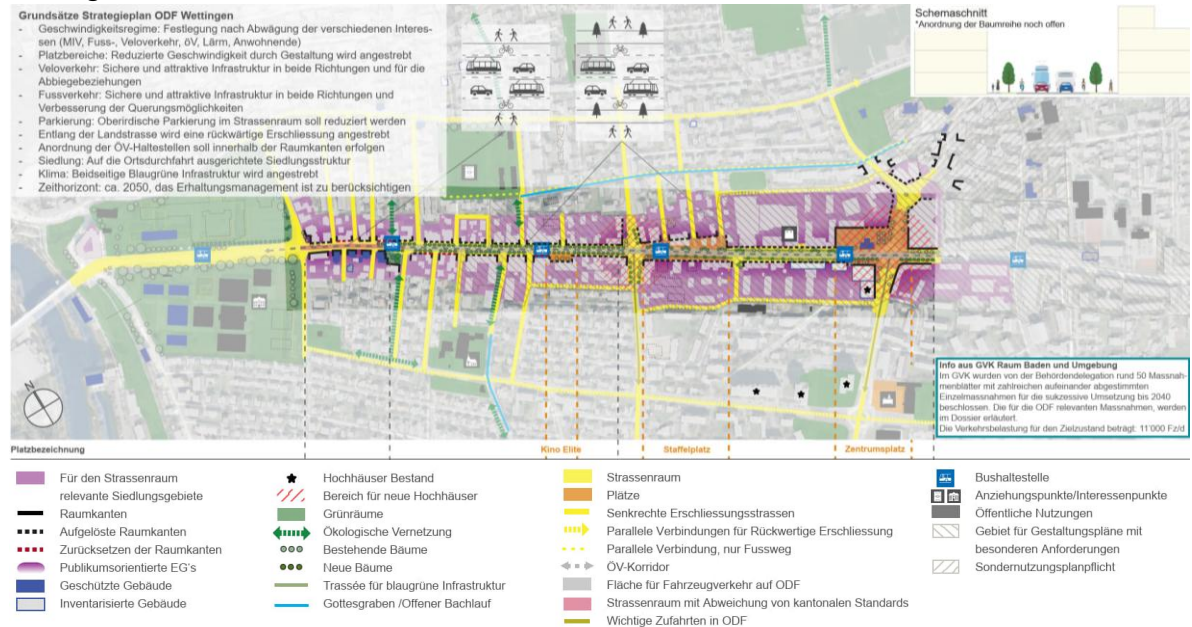 Grundsätze Strategieplan ODF Wettingen
- Geschwindigkeitsregime: Festlegung nach Abwägung der verschiedenen Interes-
sen (MIV, Fuss-, Veloverkehr, öV, Lärm, Anwohnende)
- Platzbereiche: Reduzierte Geschwindigkeit durch Gestaltung wird angestrebt
- Veloverkehr: Sichere und attraktive Infrastruktur in beide Richtungen und für die
Abbiegebeziehungen
- Fussverkehr: Sichere und attraktive Infrastruktur in beide Richtungen und
Verbesserung der Querungsmöglichkeiten
- Parkierung: Oberirdische Parkierung im Strassenraum soll reduziert werden
- Entlang der Landstrasse wird eine rückwärtige Erschliessung angestrebt
- Anordnung der ÖV-Haltestellen soll innerhalb der Raumkanten erfolgen
- Siedlung: Auf die Ortsdurchfahrt ausgerichtete Siedlungsstruktur
- Klima: Beidseitige Blaugrüne Infrastruktur wird angestrebt
- Zeithorizont: ca. 2050, das Erhaltungsmanagement ist zu berücksichtigen
Schemaschnitt
*Anordnung der Baumreihe noch offen
N
Info aus GVK Raum Baden und Umgebung
Im GVK wurden von der Behördendelegation rund 50 Massnah-
menblätter mit zahlreichen aufeinander abgestimmten
Einzelmassnahmen für die sukzessive Umsetzung bis 2040
beschlossen. Die für die ODF relevanten Massnahmen, werden
im Dossier erläutert.
Die Verkehrsbelastung für den Zielzustand beträgt: 11'000 Fz/d
Platzbezeichnung
Kino Elite
Staffelplatz
Zentrumsplatz
Für den Strassenraum
relevante Siedlungsgebiete
Raumkanten
Aufgelöste Raumkanten
Zurücksetzen der Raumkanten
Publikumsorientierte EG's
Geschützte Gebäude
Inventarisierte Gebäude
Hochhäuser Bestand
Bereich für neue Hochhäuser
Grünräume
Ökologische Vernetzung
Bestehende Bäume
Neue Bäume
Trassée für blaugrüne Infrastruktur
Gottesgraben /Offener Bachlauf
Strassenraum
Plätze
Senkrechte Erschliessungsstrassen
Parallele Verbindungen für Rückwertige Erschliessung
Parallele Verbindung, nur Fussweg
ÖV-Korridor
Fläche für Fahrzeugverkehr auf ODF
Strassenraum mit Abweichung von kantonalen Standards
Wichtige Zufahrten in ODF
Bushaltestelle
Anziehungspunkte/Interessenpunkte
Öffentliche Nutzungen
Gebiet für Gestaltungspläne mit
besonderen Anforderungen
Sondernutzungsplanpflicht